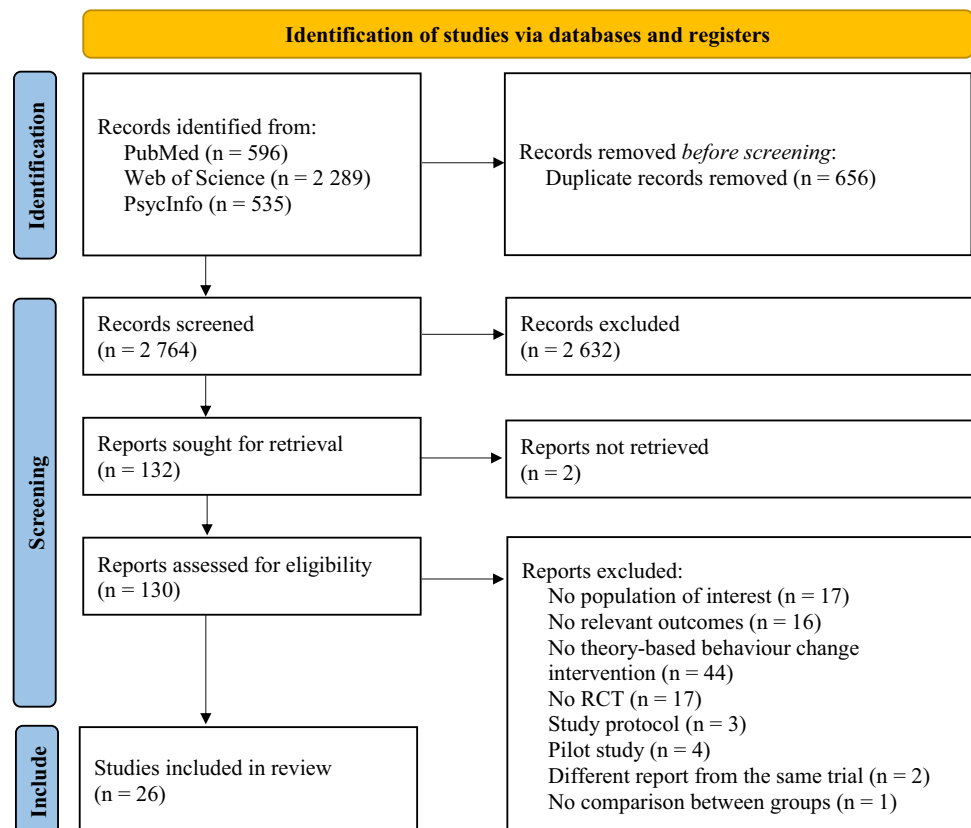 Identification of studies via databases and registers
Identification
Records identified from:
PubMed (n = 596)
Web of Science (n = 2 289)
PsycInfo (n = 535)
Records removed before screening:
Duplicate records removed (n = 656)
Screening
Records screened
(n = 2 764)
Records excluded
(n = 2 632)
Reports sought for retrieval
(n = 132)
Reports not retrieved
(n = 2)
Reports assessed for eligibility
(n = 130)
Reports excluded:
No population of interest (n = 17)
No relevant outcomes (n = 16)
No theory-based behaviour change
intervention (n = 44)
No RCT (n = 17)
Study protocol (n = 3)
Pilot study (n = 4)
Different report from the same trial (n = 2)
No comparison between groups (n = 1)
Include
Studies included in review
(n = 26)